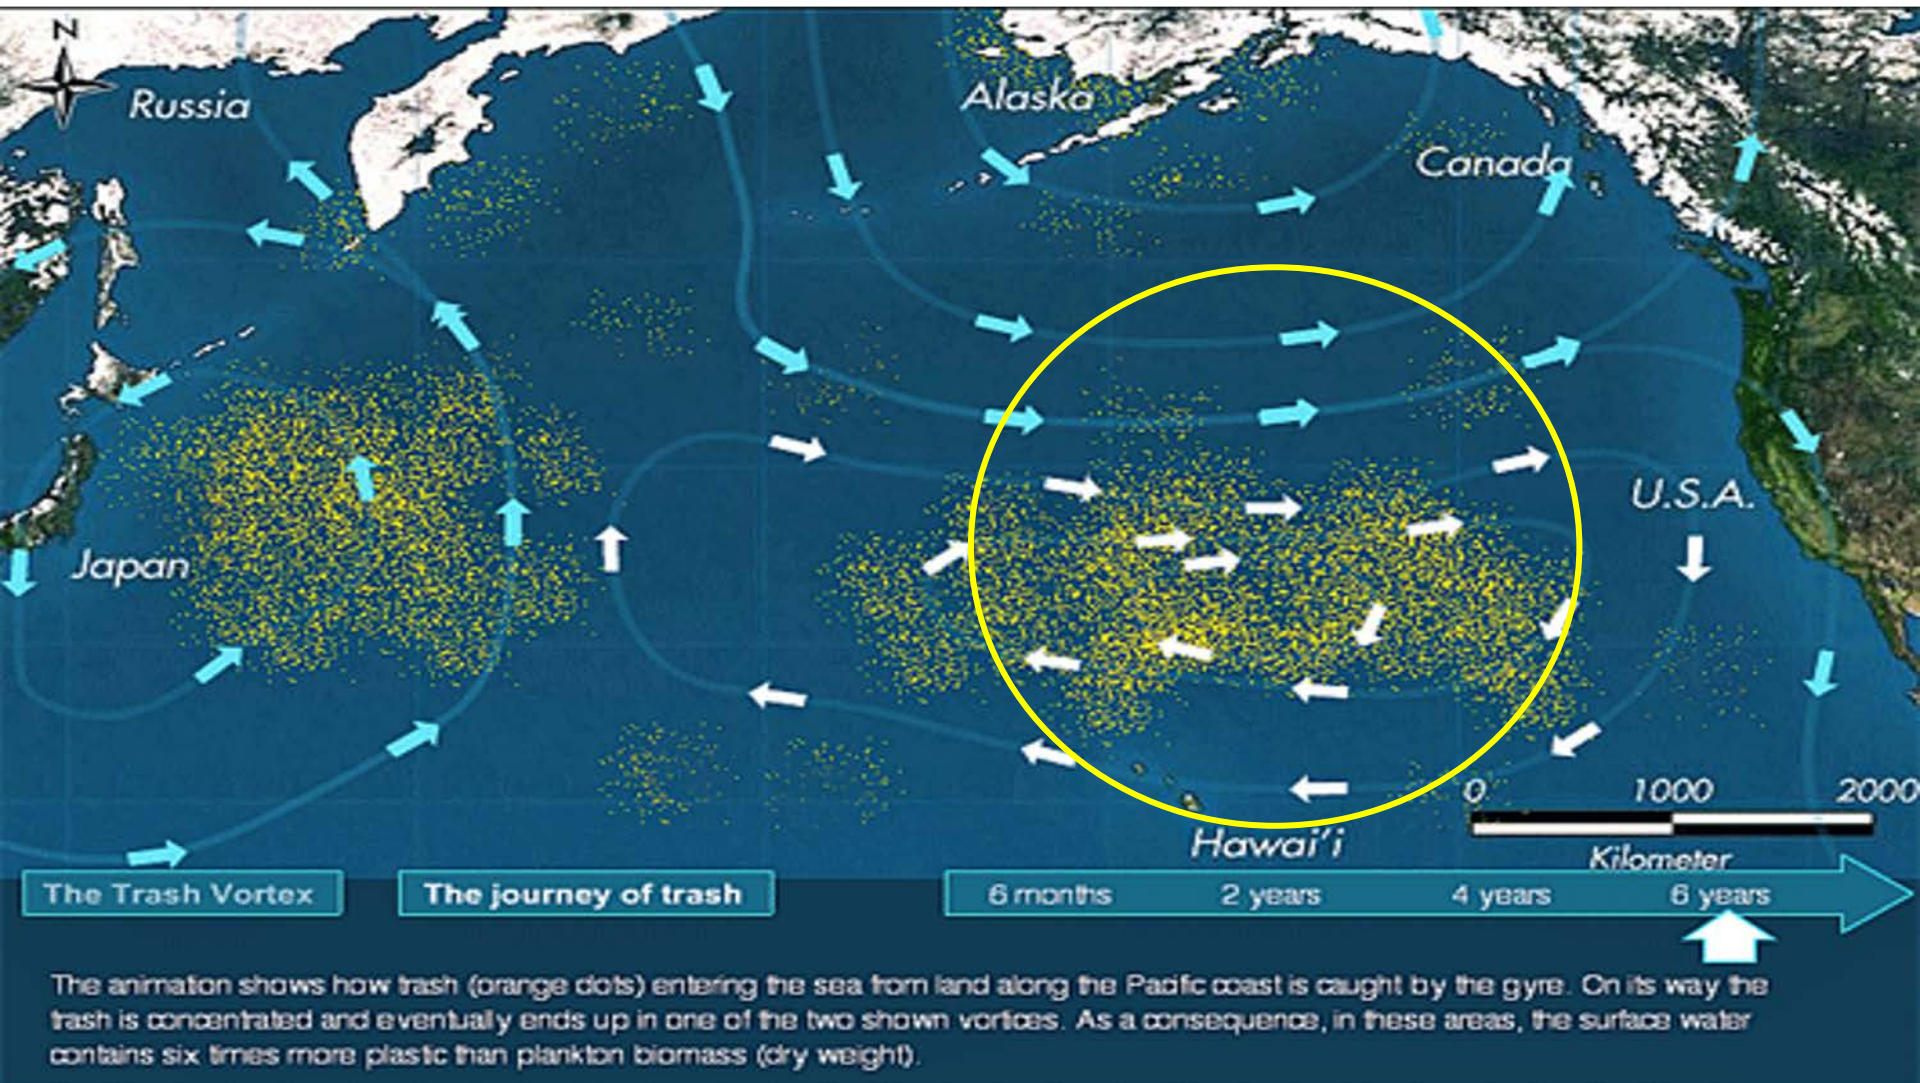 N
Russia
Alaska
Canada
U.S.A.
Japan
0 1000 2000
Hawai'i
Kilometer
The Trash Vortex
The journey of trash
6 months 2 years 4 years 6 years
The animation shows how trash (orange dots) entering the sea from land along the Pacific coast is caught by the gyre. On its way the
trash is concentrated and eventually ends up in one of the two shown vortices. As a consequence, in these areas, the surface water
contains six times more plastic than plankton biomass (dry weight).